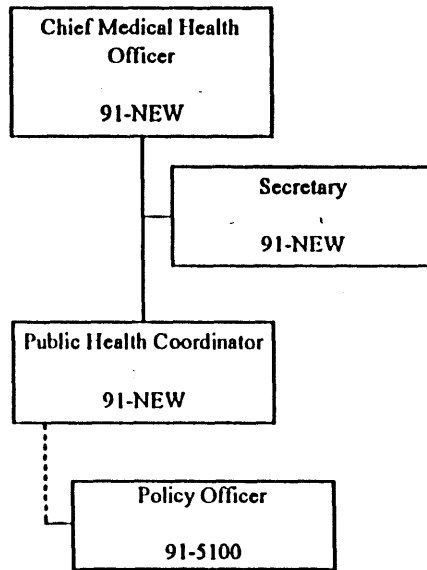 Chief Medical Health
Officer
91-NEW
Secretary
91-NEW
Public Health Coordinator
91-NEW
Policy Officer
91-5100